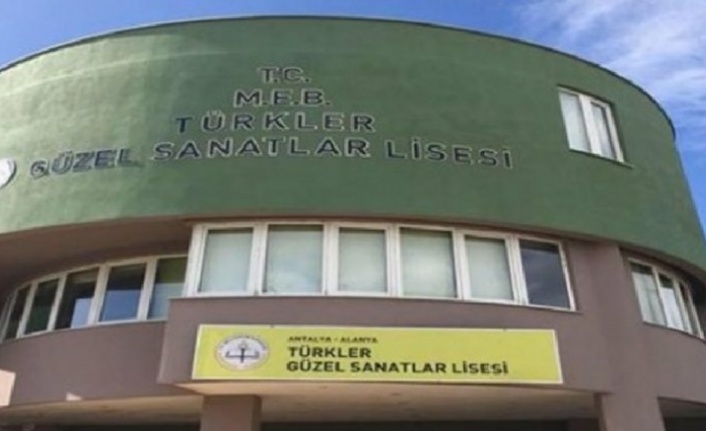 T.C.
M.E.B.
TÜRKLER
GÜZEL SANATLAR LİSESİ
ANTALYA - ALANYA
TÜRKLER
GÜZEL SANATLAR LİSESİ